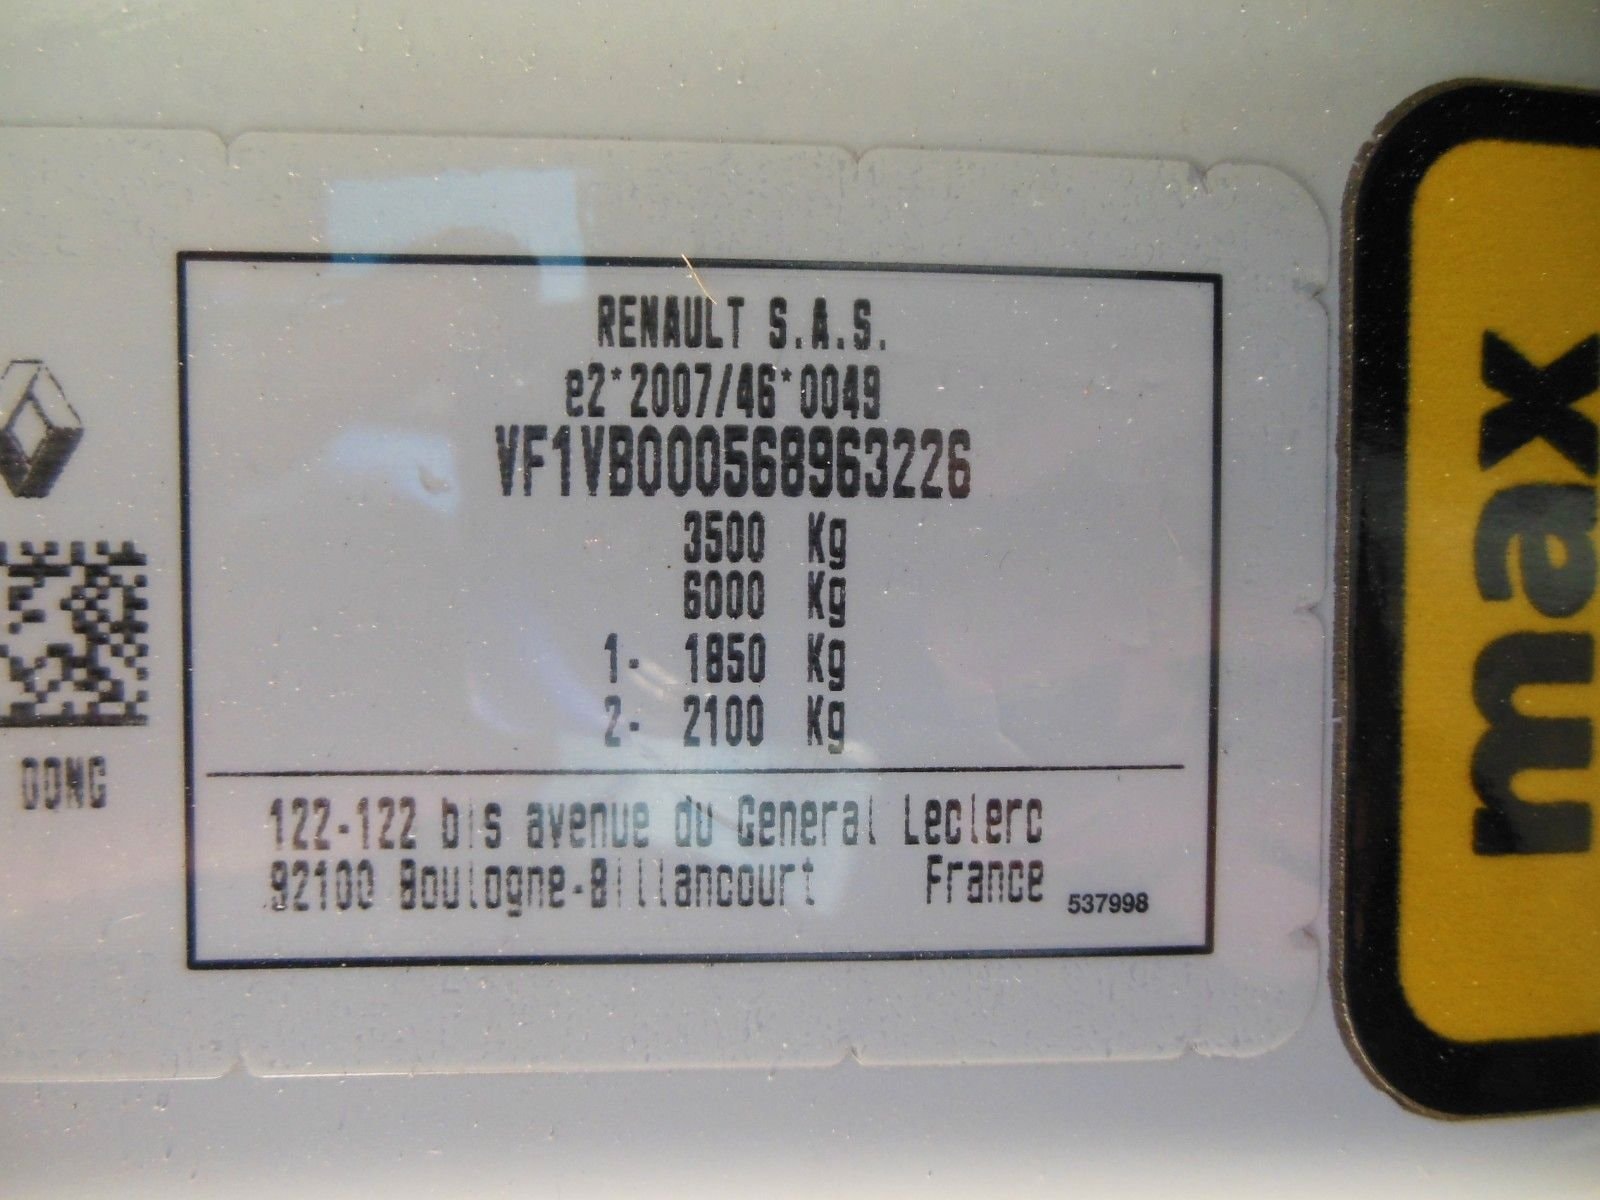 RENAULT S.A.S.
e2*2007/46*0049
VF1VB000568963226
3500 Kg
6000 Kg
1- 1850 Kg
2- 2100 Kg
122-122 bis avenue du General Leclerc
92100 Boulogne-Billancourt France 537998
max